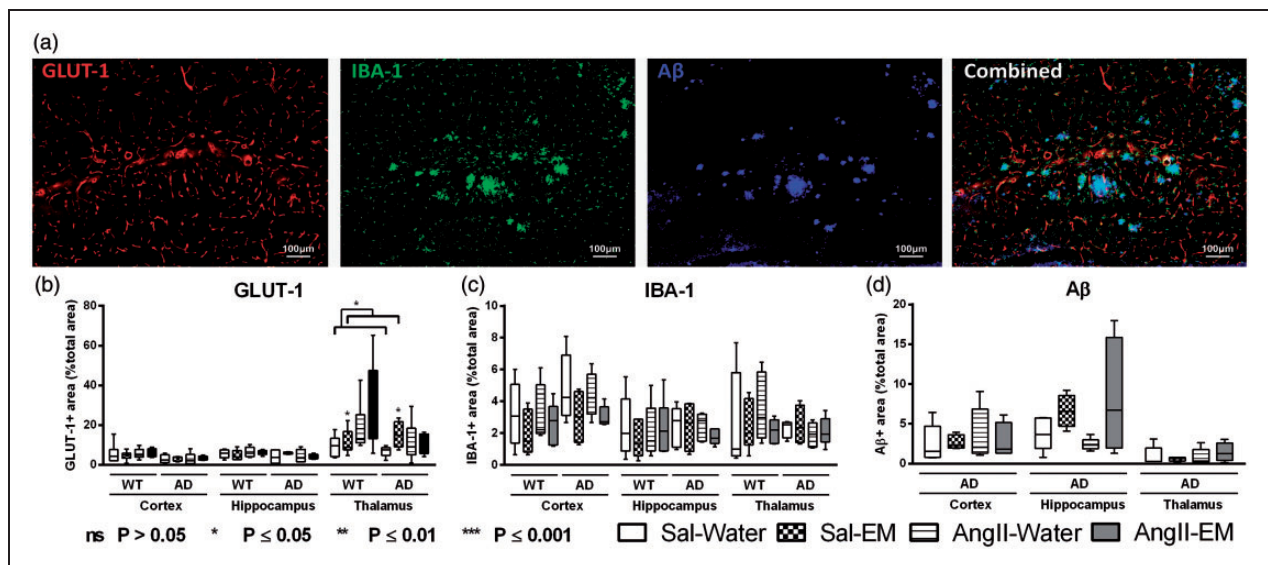 (a)
GLUT-1 IBA-1 Aβ Combined
100μm 100μm 100μm 100μm
(b) GLUT-1 (c) IBA-1 (d) Aβ
GLUT-1+ area (%total area)
80
60
40
20
0
*
* *
WT AD WT AD WT AD
Cortex Hippocampus Thalamus
IBA-1+ area (%total area)
10
8
6
4
2
0
WT AD WT AD WT AD
Cortex Hippocampus Thalamus
Aβ+ area (%total area)
20
15
10
5
0
AD AD AD
Cortex Hippocampus Thalamus
ns P > 0.05 * P ≤ 0.05 ** P ≤ 0.01 *** P ≤ 0.001
Sal-Water Sal-EM AngII-Water AngII-EM